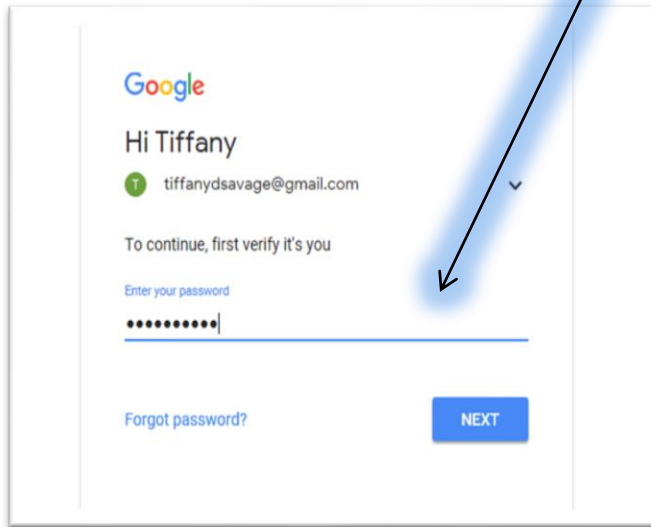 Google
Hi Tiffany
T tiffanydsavage@gmail.com
To continue, first verify it's you
Enter your password
••••••••••
Forgot password? NEXT